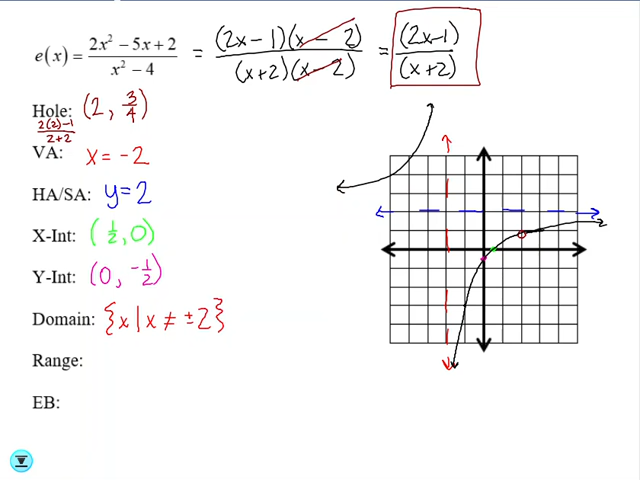 e(x) = 2x² − 5x + 2 / x² − 4 = (2x − 1)(x − 2) / (x+2)(x−2) = (2x−1) / (x+2)
Hole: (2, 3/4)
2(2)−1 / 2+2
VA: x = −2
HA/SA: y = 2
X-Int: (1/2, 0)
Y-Int: (0, −1/2)
Domain: {x | x ≠ ±2}
Range:
EB: